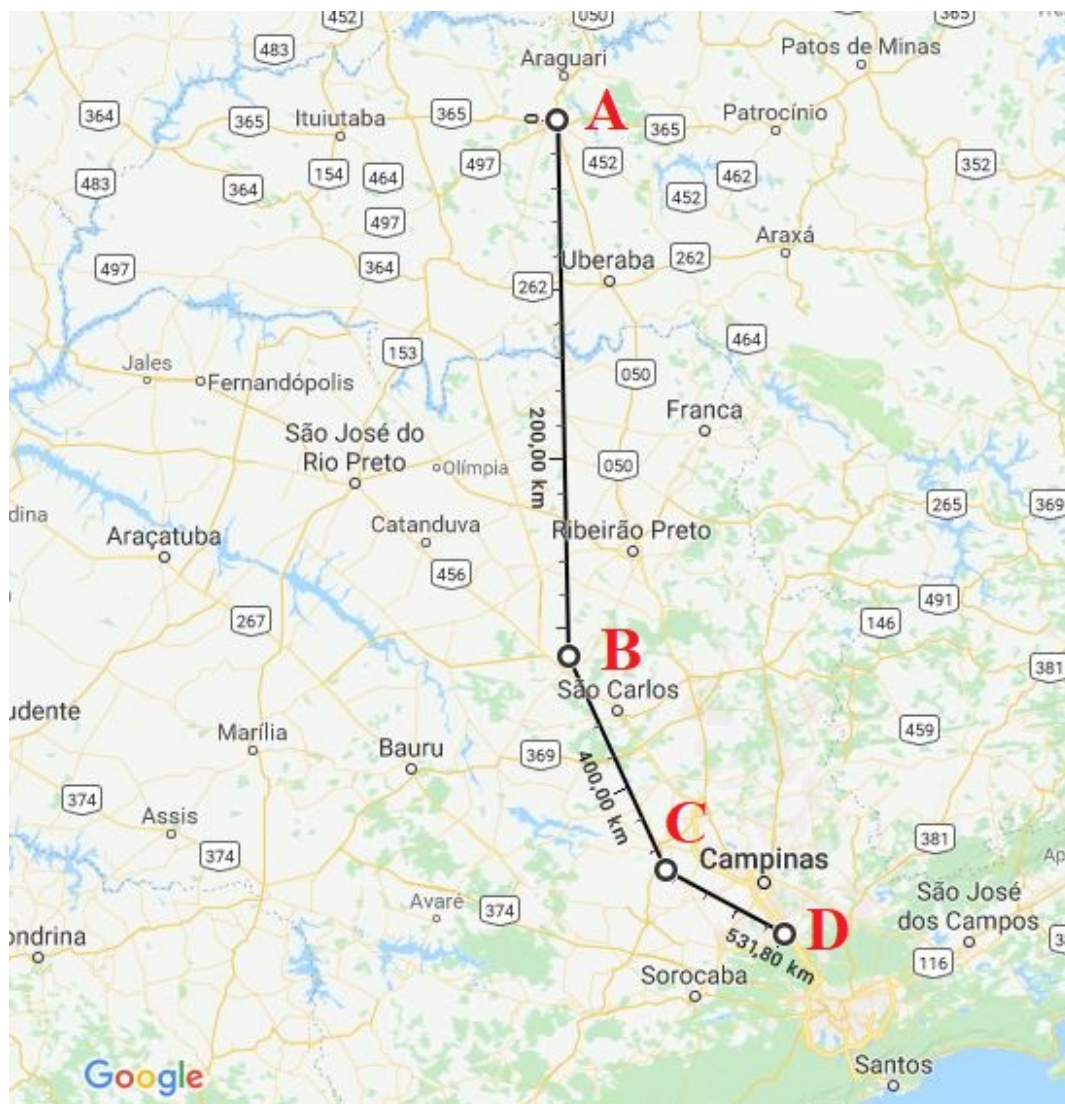 452
050
365
483
Araguari
Patos de Minas
364
365
Ituiutaba
365
0
A
365
Patrocínio
483
364
154
464
497
452
462
452
352
497
Araxá
497
364
Uberaba
262
262
153
464
Jales
Fernandópolis
050
Franca
200,00 km
São José do
Rio Preto
Olímpia
050
265
369
dina
Araçatuba
Catanduva
Ribeirão Preto
456
491
267
146
B
381
São Carlos
udente
Marília
Bauru
369
459
400,00 km
374
Assis
374
C
Campinas
381
Ap
Avaré
374
São José
dos Campos
ondrina
D
531,80 km
116
Sorocaba
Google
Santos